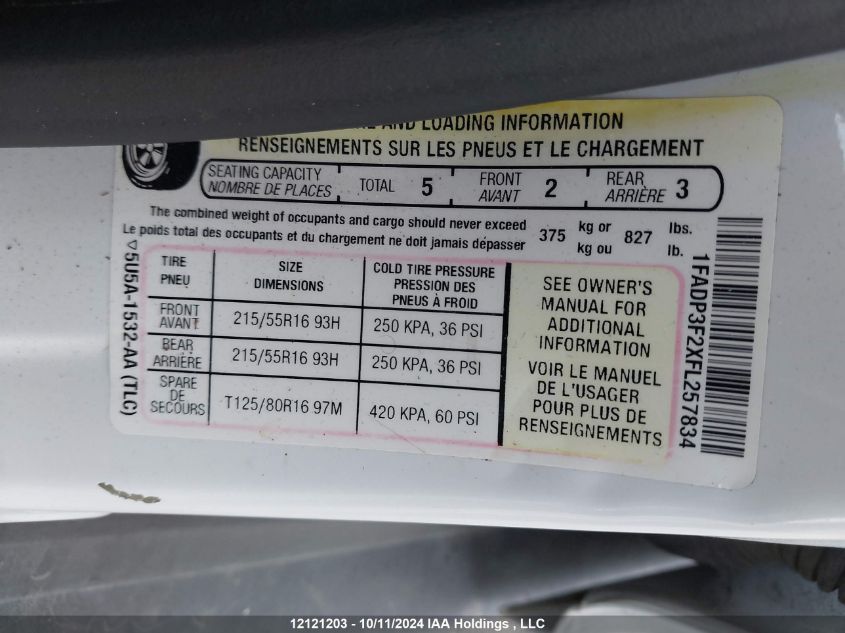 AND LOADING INFORMATION
RENSEIGNEMENTS SUR LES PNEUS ET LE CHARGEMENT
SEATING CAPACITY
NOMBRE DE PLACES
TOTAL 5
FRONT
AVANT 2
REAR
ARRIÈRE 3
The combined weight of occupants and cargo should never exceed 375 kg or 827 lbs.
Le poids total des occupants et du chargement ne doit jamais dépasser kg ou lb.
TIRE
PNEU
SIZE
DIMENSIONS
COLD TIRE PRESSURE
PRESSION DES
PNEUS À FROID
FRONT
AVANT
215/55R16 93H
250 KPA, 36 PSI
REAR
ARRIÈRE
215/55R16 93H
250 KPA, 36 PSI
SPARE
DE
SECOURS
T125/80R16 97M
420 KPA, 60 PSI
SEE OWNER'S
MANUAL FOR
ADDITIONAL
INFORMATION
VOIR LE MANUEL
DE L'USAGER
POUR PLUS DE
RENSEIGNEMENTS
5U5A-1532-AA (TLC)
1FADP3F2XFL257834
12121203 - 10/11/2024 IAA Holdings , LLC